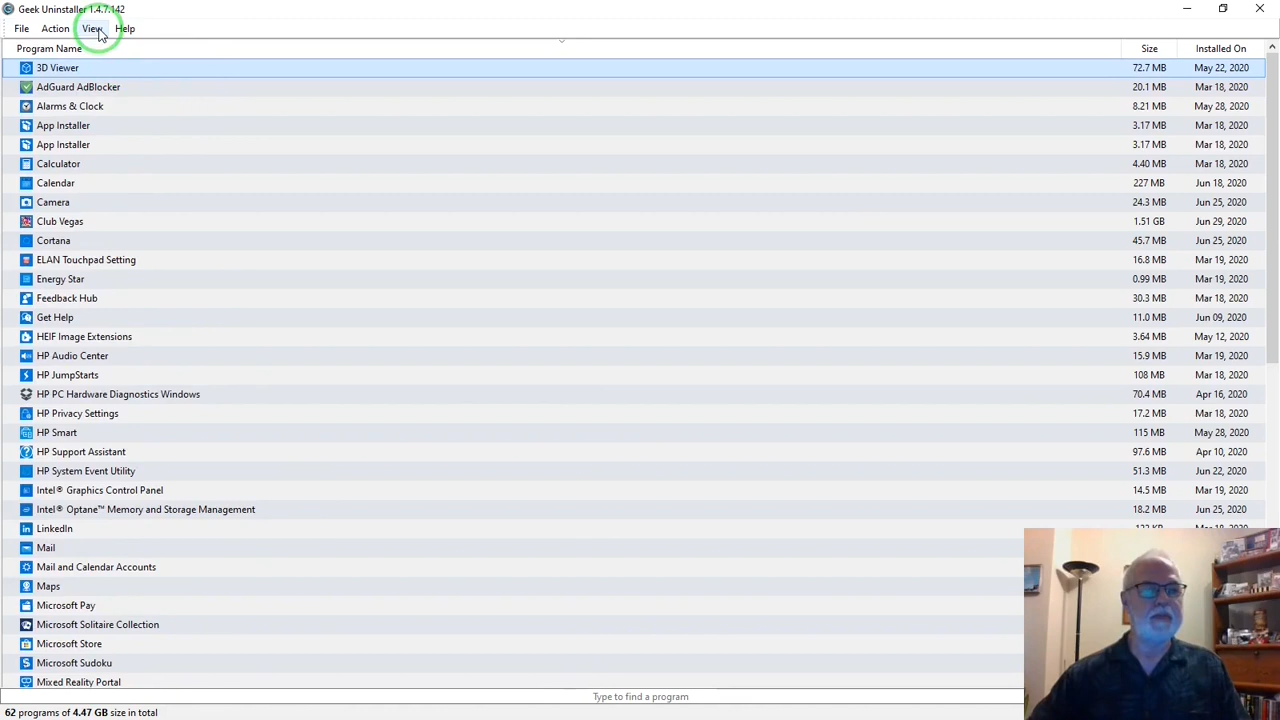 Geek Uninstaller 1.4.7.142
File Action View Help
Program Name Size Installed On
3D Viewer 72.7 MB May 22, 2020
AdGuard AdBlocker 20.1 MB Mar 18, 2020
Alarms & Clock 8.21 MB May 28, 2020
App Installer 3.17 MB Mar 18, 2020
App Installer 3.17 MB Mar 18, 2020
Calculator 4.40 MB Mar 18, 2020
Calendar 227 MB Jun 18, 2020
Camera 24.3 MB Jun 25, 2020
Club Vegas 1.51 GB Jun 29, 2020
Cortana 45.7 MB Jun 25, 2020
ELAN Touchpad Setting 16.8 MB Mar 19, 2020
Energy Star 0.99 MB Mar 19, 2020
Feedback Hub 30.3 MB Mar 18, 2020
Get Help 11.0 MB Jun 09, 2020
HEIF Image Extensions 3.64 MB May 12, 2020
HP Audio Center 15.9 MB Mar 19, 2020
HP JumpStarts 108 MB Mar 18, 2020
HP PC Hardware Diagnostics Windows 70.4 MB Apr 16, 2020
HP Privacy Settings 17.2 MB Mar 18, 2020
HP Smart 115 MB May 28, 2020
HP Support Assistant 97.6 MB Apr 10, 2020
HP System Event Utility 51.3 MB Jun 22, 2020
Intel® Graphics Control Panel 14.5 MB Mar 19, 2020
Intel® Optane™ Memory and Storage Management 18.2 MB Jun 25, 2020
LinkedIn
Mail
Mail and Calendar Accounts
Maps
Microsoft Pay
Microsoft Solitaire Collection
Microsoft Store
Microsoft Sudoku
Mixed Reality Portal
Type to find a program
62 programs of 4.47 GB size in total